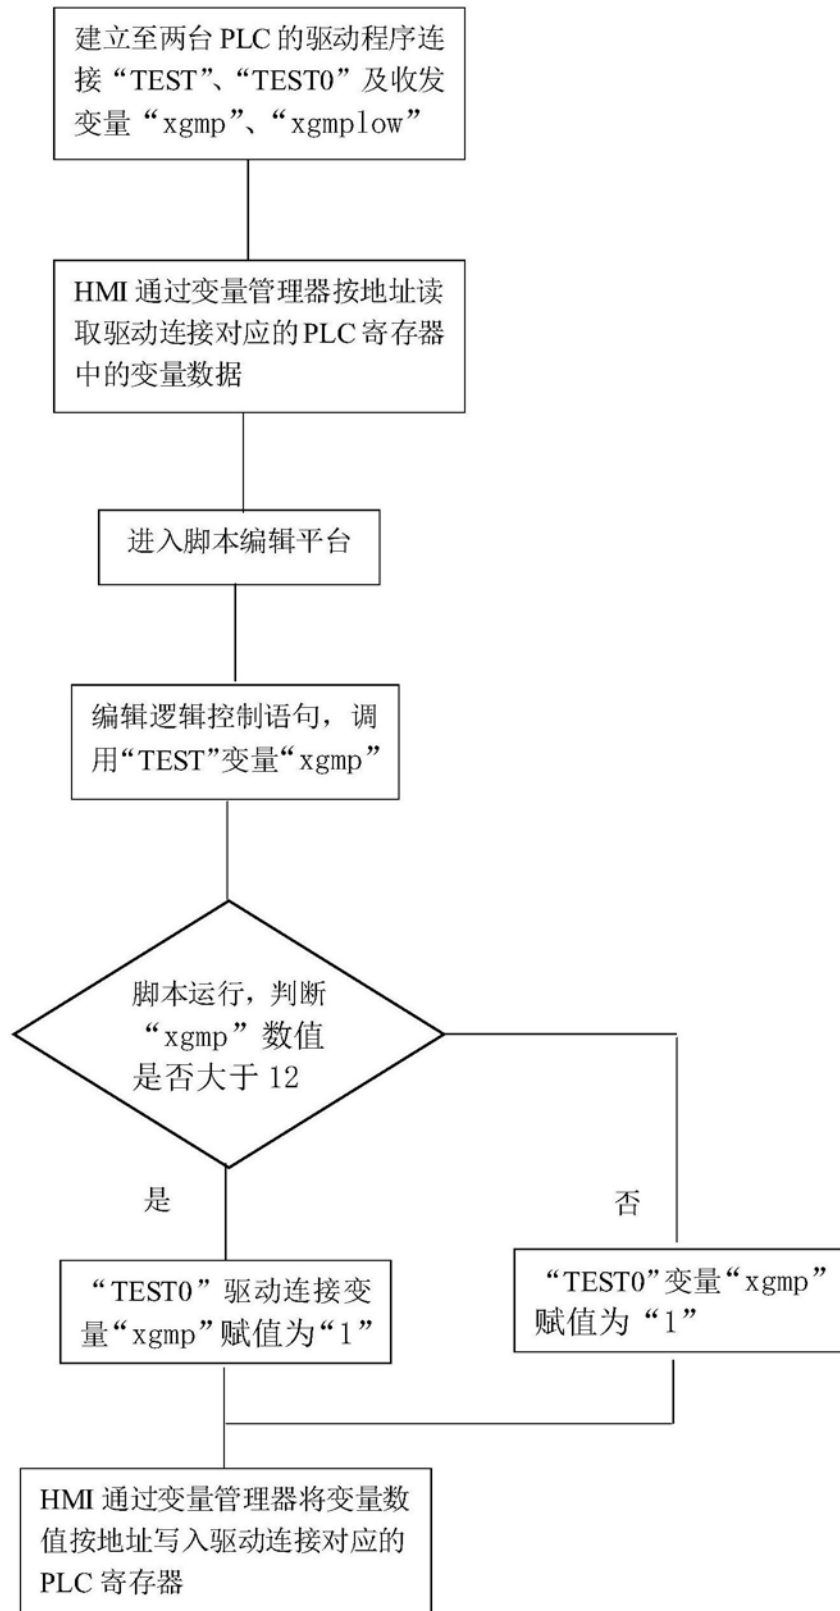 建立至两台 PLC 的驱动程序连
接“TEST”、“TEST0”及收发
变量“xgmp”、“xgmplow”
HMI 通过变量管理器按地址读
取驱动连接对应的 PLC 寄存器
中的变量数据
进入脚本编辑平台
编辑逻辑控制语句，调
用“TEST”变量“xgmp”
脚本运行，判断
“xgmp”数值
是否大于 12
是
否
“TEST0”驱动连接变
量“xgmp”赋值为“1”
“TEST0”变量“xgmp”
赋值为“1”
HMI 通过变量管理器将变量数
值按地址写入驱动连接对应的
PLC 寄存器